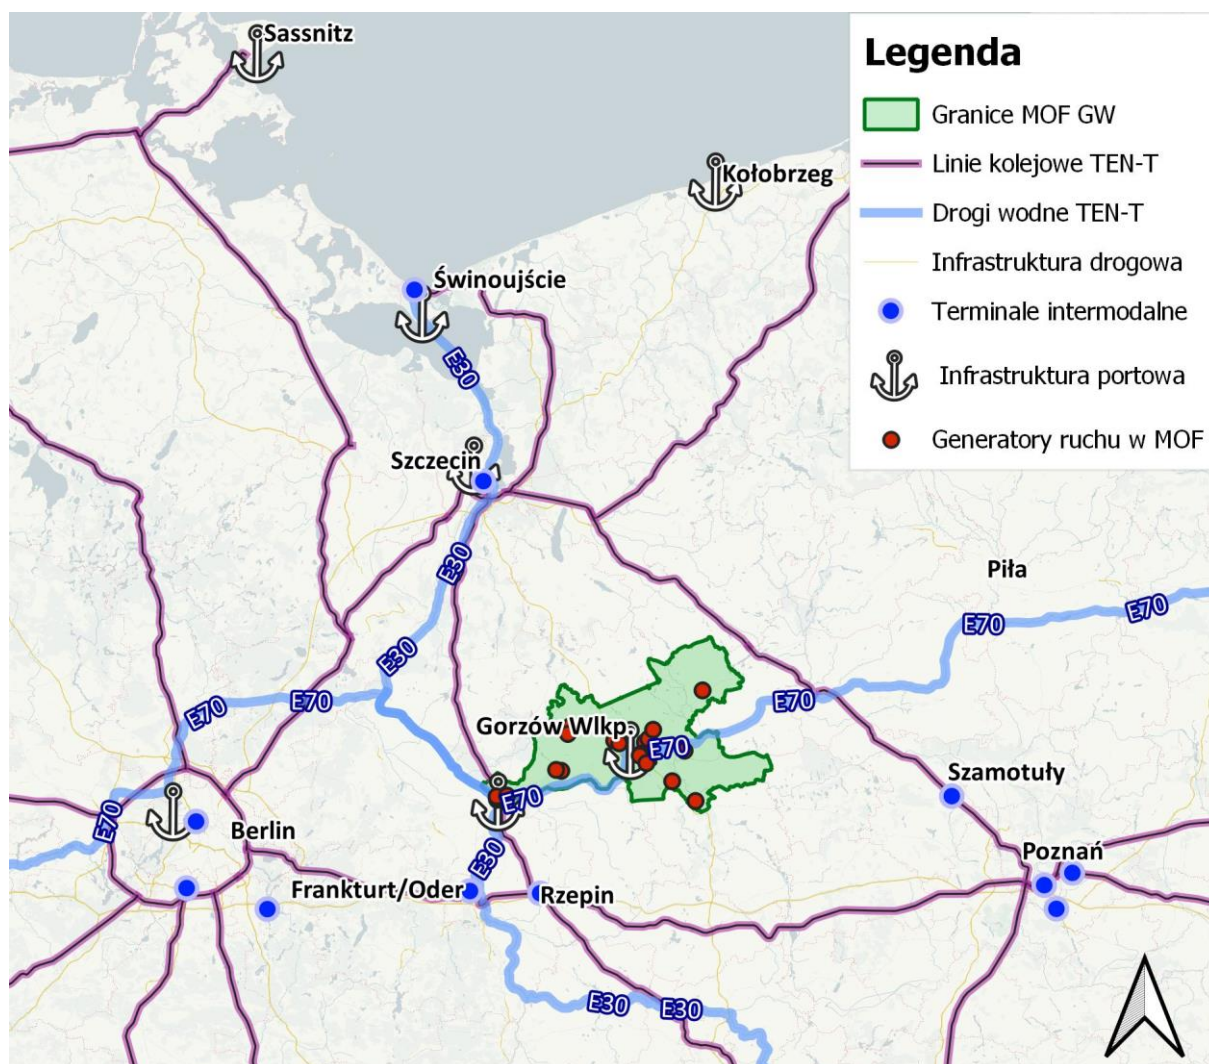 Sassnitz
Legenda
Granice MOF GW
Linie kolejowe TEN-T
Drogi wodne TEN-T
Infrastruktura drogowa
Terminale intermodalne
Infrastruktura portowa
Generatory ruchu w MOF
Kołobrzeg
Świnoujście
E30
Szczecin
E30
Piła
E70
E70
E30
E70
E70
E70
Gorzów Wlkp.
E70
Szamotuły
E70
E70
Berlin
Poznań
E30
Frankturt/Oder
Rzepin
E30
E30